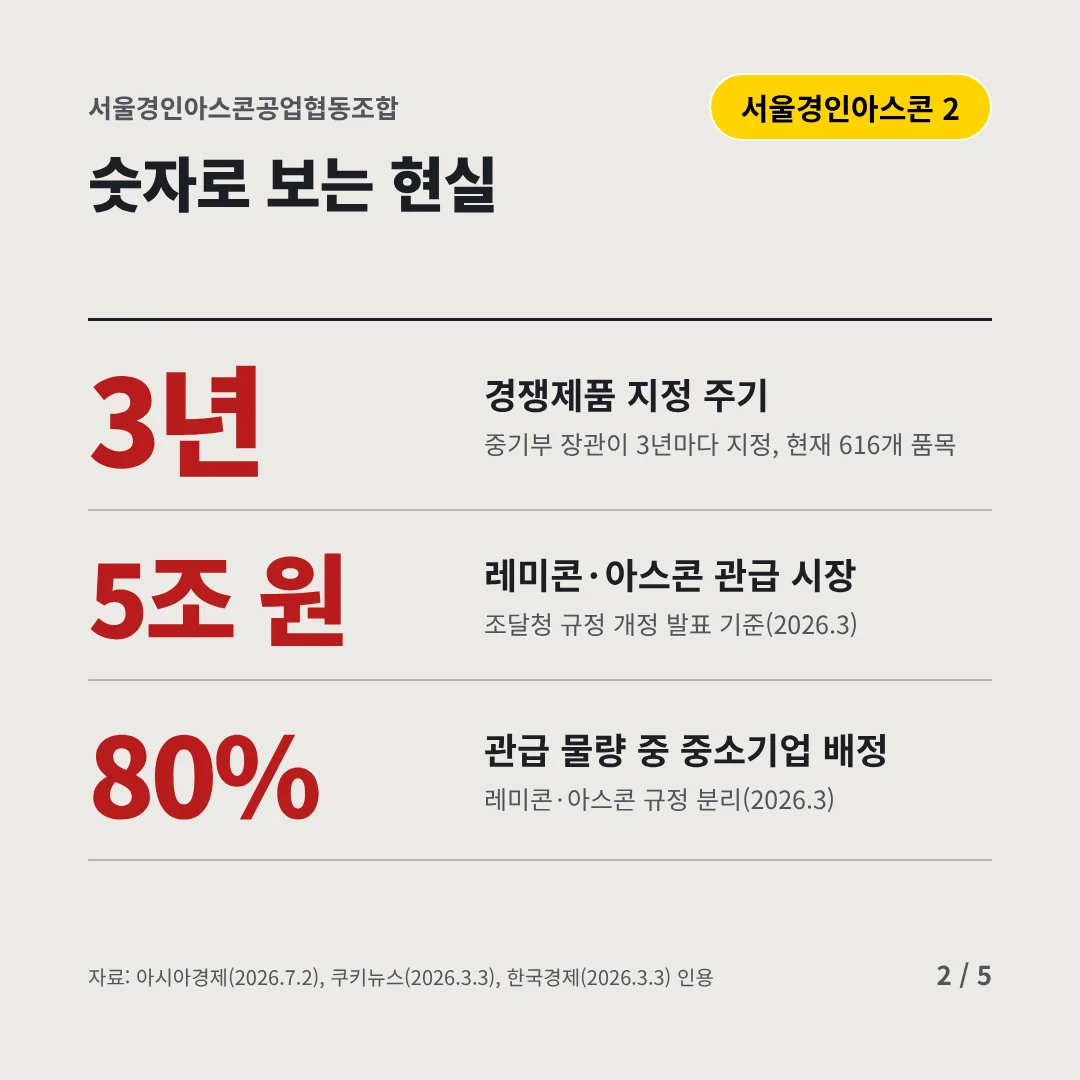 서울경인아스콘공업협동조합
서울경인아스콘 2
숫자로 보는 현실
3년
경쟁제품 지정 주기
중기부 장관이 3년마다 지정, 현재 616개 품목
5조 원
레미콘·아스콘 관급 시장
조달청 규정 개정 발표 기준(2026.3)
80%
관급 물량 중 중소기업 배정
레미콘·아스콘 규정 분리(2026.3)
자료: 아시아경제(2026.7.2), 쿠키뉴스(2026.3.3), 한국경제(2026.3.3) 인용
2 / 5